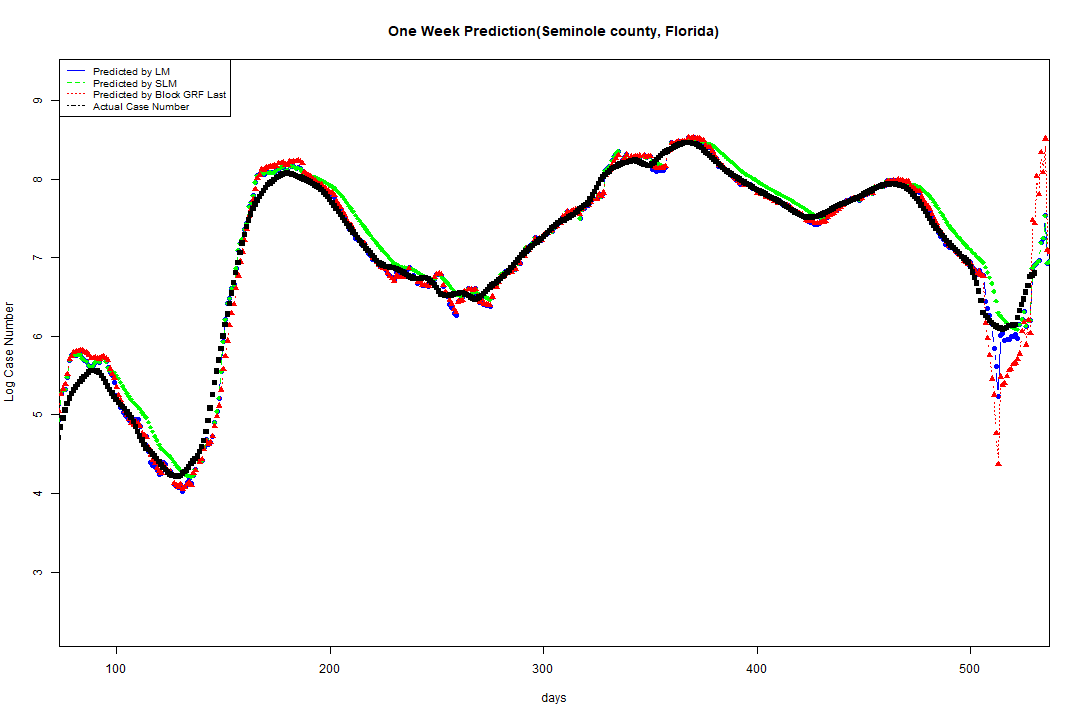 One Week Prediction(Seminole county, Florida)
Predicted by LM
Predicted by SLM
Predicted by Block GRF Last
Actual Case Number
9
8
7
6
5
4
3
Log Case Number
100 200 300 400 500
days